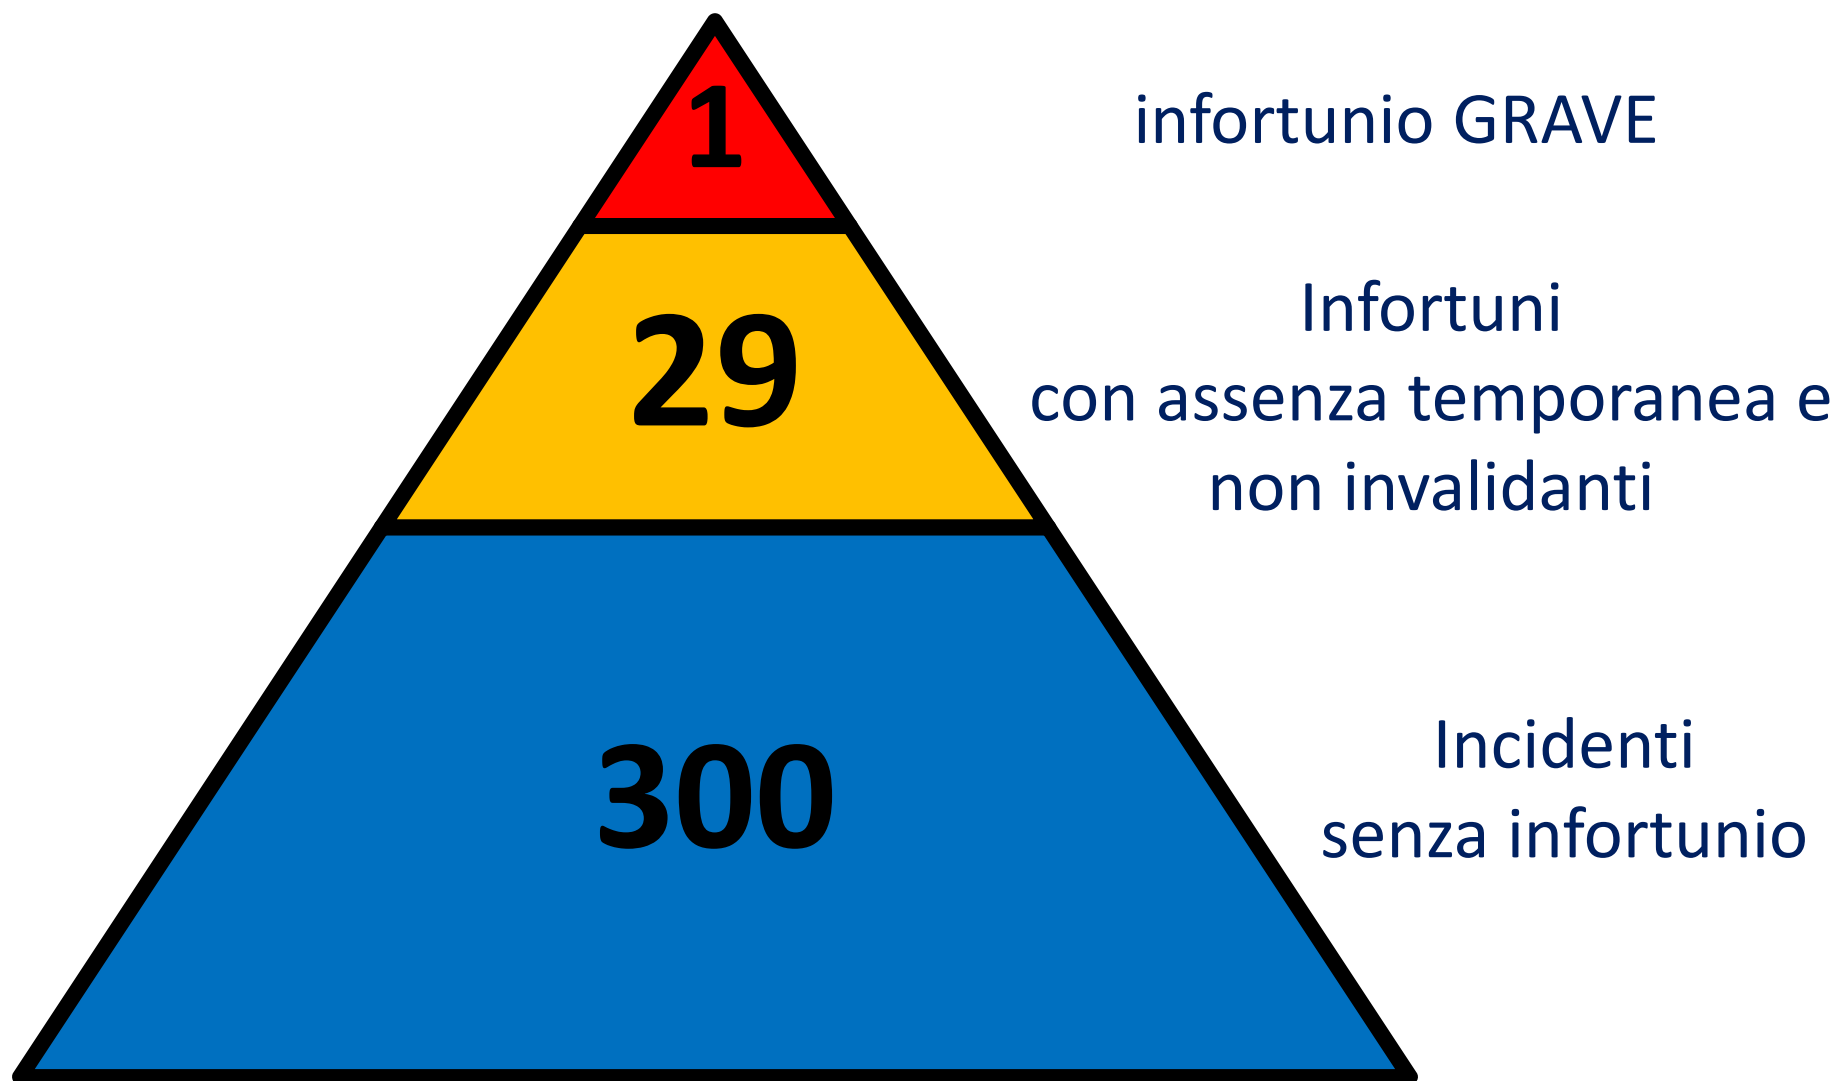 1
infortunio GRAVE
29
Infortuni
con assenza temporanea e
non invalidanti
300
Incidenti
senza infortunio